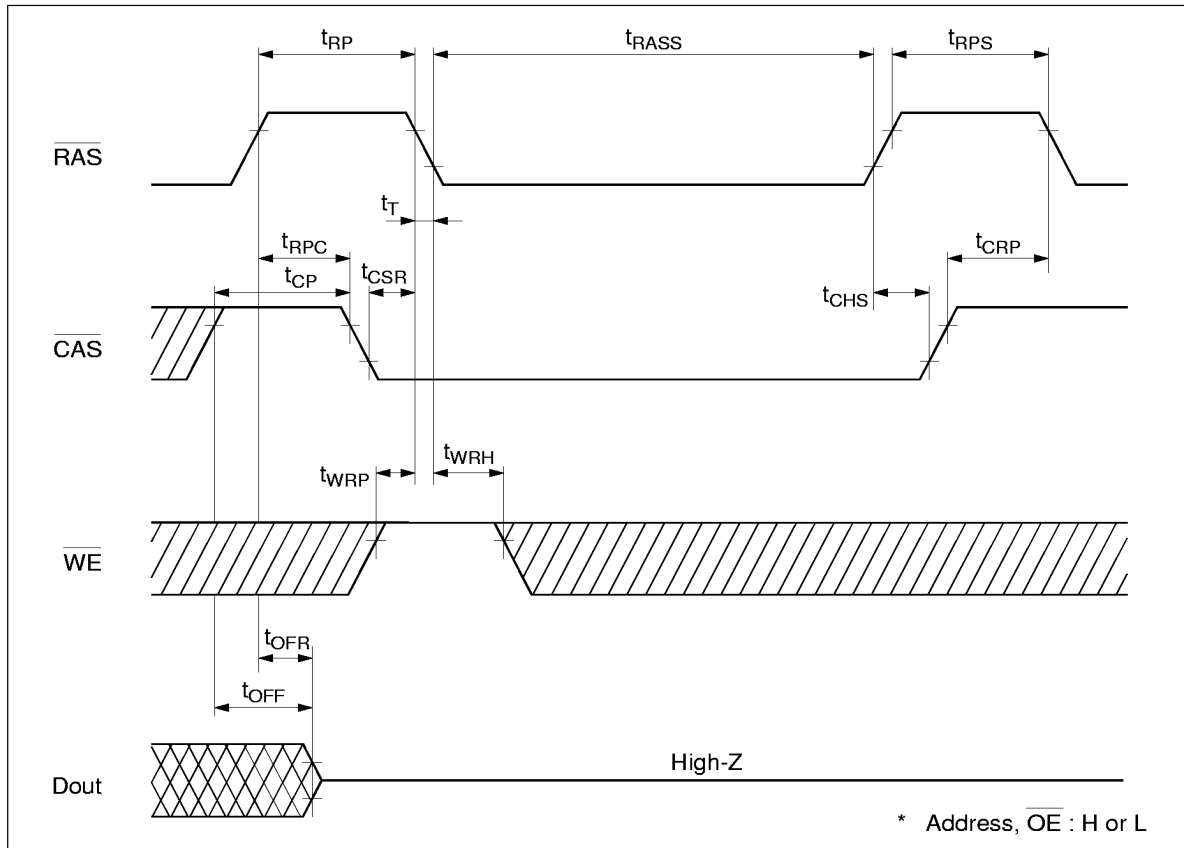 tRP
tRASS
tRPS
RAS
tT
tRPC
tCRP
tCP
tCSR
tCHS
CAS
tWRP
tWRH
WE
tOFR
tOFF
High-Z
Dout
* Address, OE : H or L